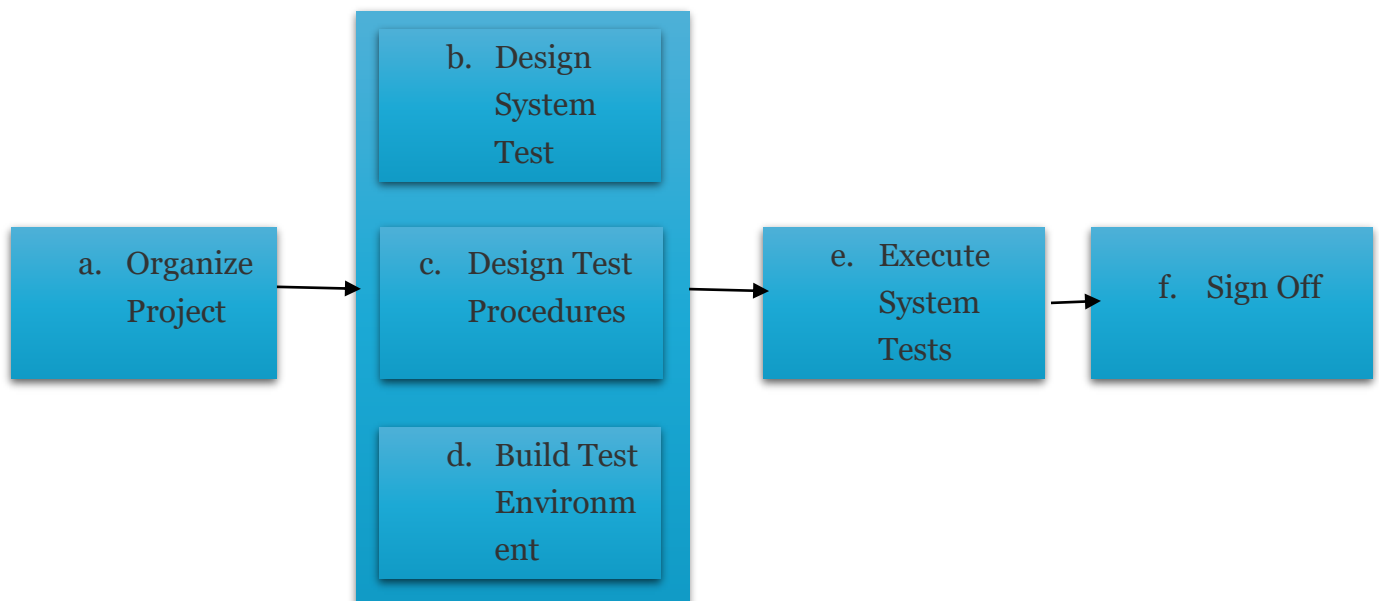 a. Organize
Project
b. Design
System
Test
c. Design Test
Procedures
d. Build Test
Environm
ent
e. Execute
System
Tests
f. Sign Off